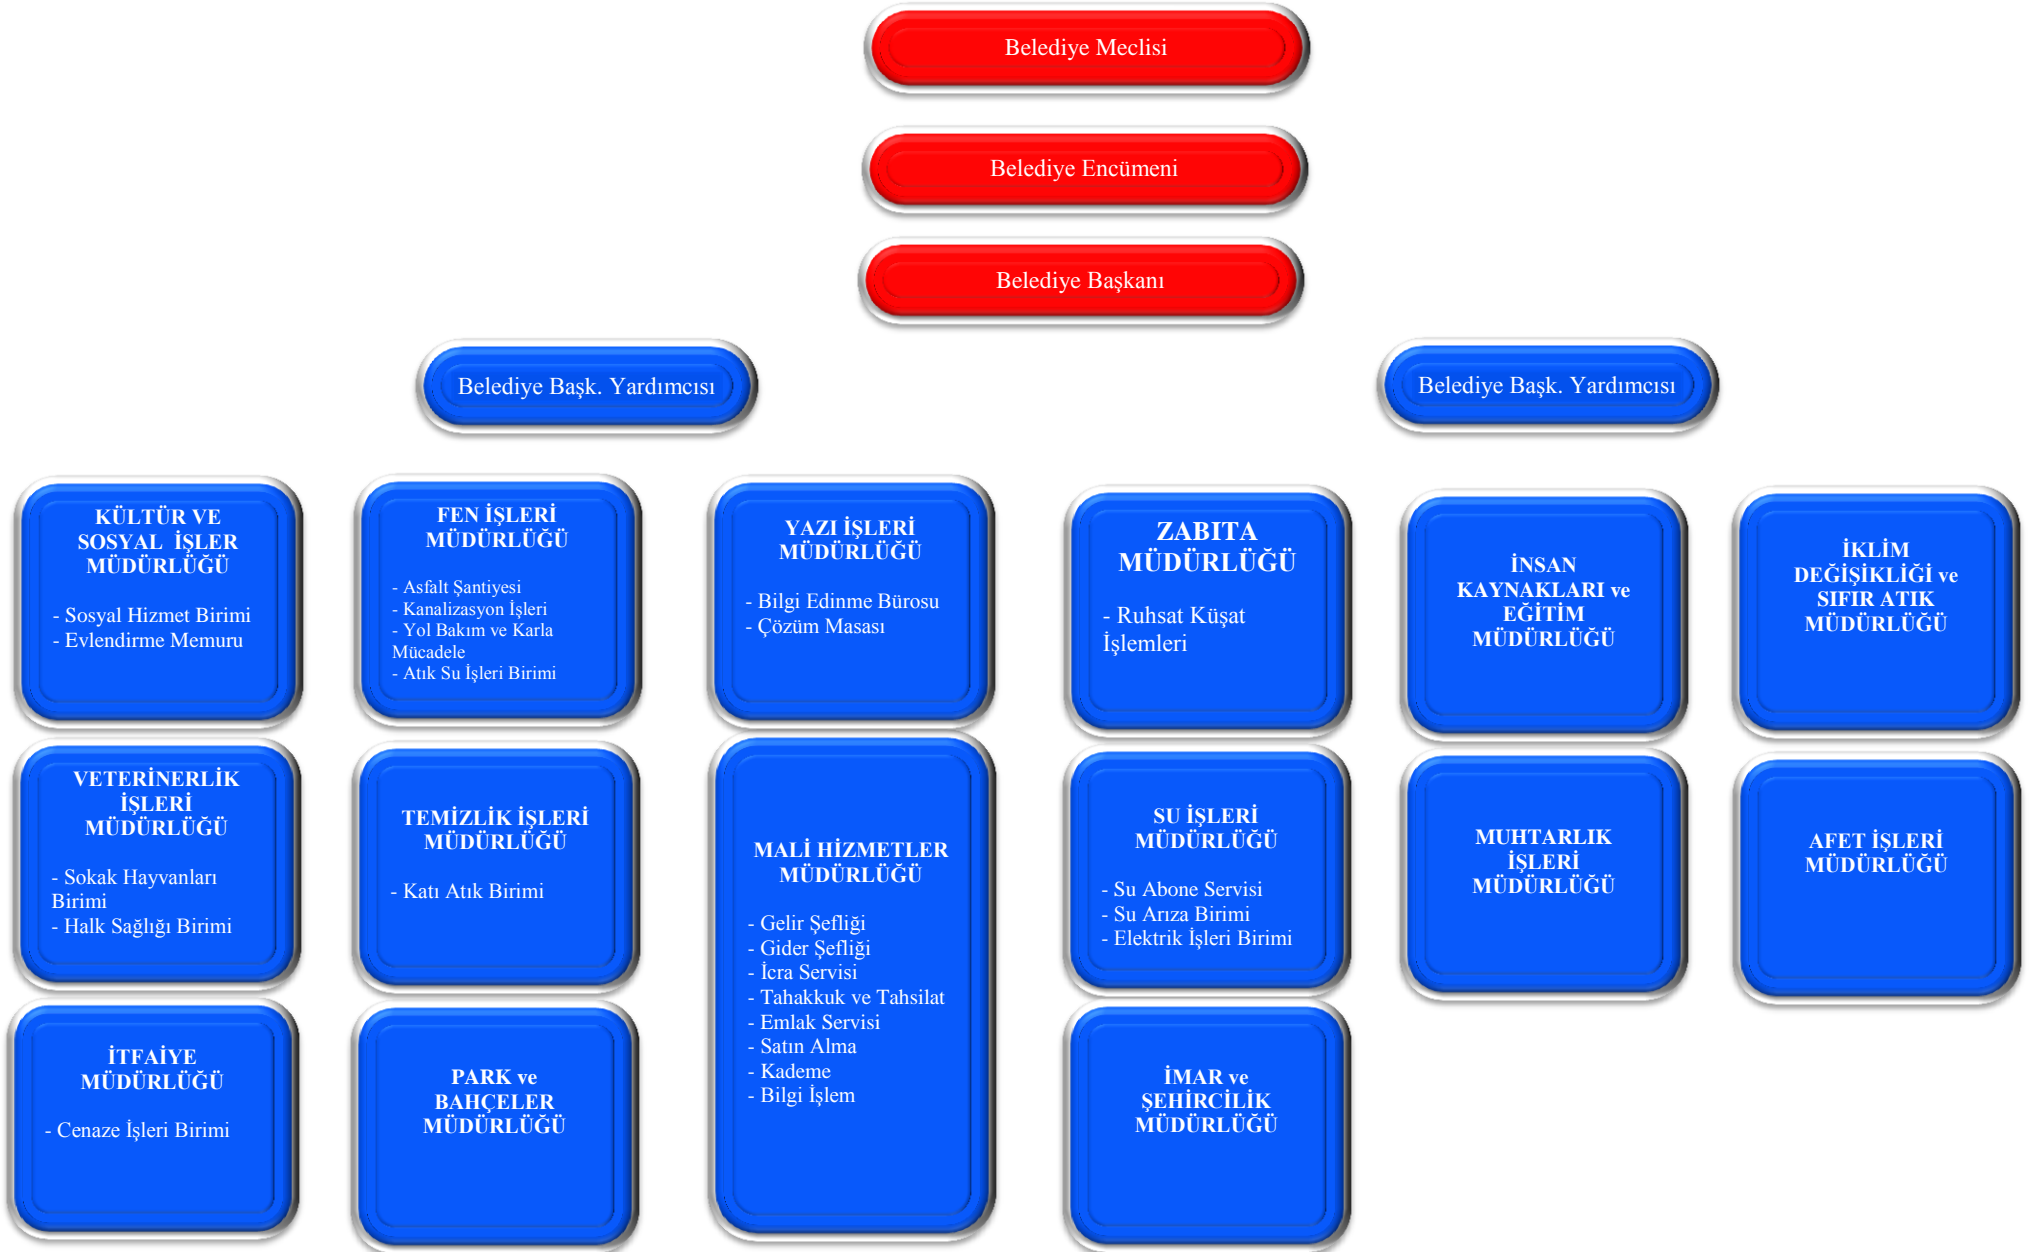 Belediye Meclisi
Belediye Encümeni
Belediye Başkanı
Belediye Başk. Yardımcısı
Belediye Başk. Yardımcısı
KÜLTÜR VE
SOSYAL İŞLER
MÜDÜRLÜĞÜ
- Sosyal Hizmet Birimi
- Evlendirme Memuru
FEN İŞLERİ
MÜDÜRLÜĞÜ
- Asfalt Şantiyesi
- Kanalizasyon İşleri
- Yol Bakım ve Karla
Mücadele
- Atık Su İşleri Birimi
YAZI İŞLERİ
MÜDÜRLÜĞÜ
- Bilgi Edinme Bürosu
- Çözüm Masası
ZABITA
MÜDÜRLÜĞÜ
- Ruhsat Küşat
İşlemleri
İNSAN
KAYNAKLARI ve
EĞİTİM
MÜDÜRLÜĞÜ
İKLİM
DEĞİŞİKLİĞİ ve
SIFIR ATIK
MÜDÜRLÜĞÜ
VETERİNERLİK
İŞLERİ
MÜDÜRLÜĞÜ
- Sokak Hayvanları
Birimi
- Halk Sağlığı Birimi
TEMİZLİK İŞLERİ
MÜDÜRLÜĞÜ
- Katı Atık Birimi
MALİ HİZMETLER
MÜDÜRLÜĞÜ
- Gelir Şefliği
- Gider Şefliği
- İcra Servisi
- Tahakkuk ve Tahsilat
- Emlak Servisi
- Satın Alma
- Kademe
- Bilgi İşlem
SU İŞLERİ
MÜDÜRLÜĞÜ
- Su Abone Servisi
- Su Arıza Birimi
- Elektrik İşleri Birimi
MUHTARLIK
İŞLERİ
MÜDÜRLÜĞÜ
AFET İŞLERİ
MÜDÜRLÜĞÜ
İTFAİYE
MÜDÜRLÜĞÜ
- Cenaze İşleri Birimi
PARK ve
BAHÇELER
MÜDÜRLÜĞÜ
İMAR ve
ŞEHİRCİLİK
MÜDÜRLÜĞÜ